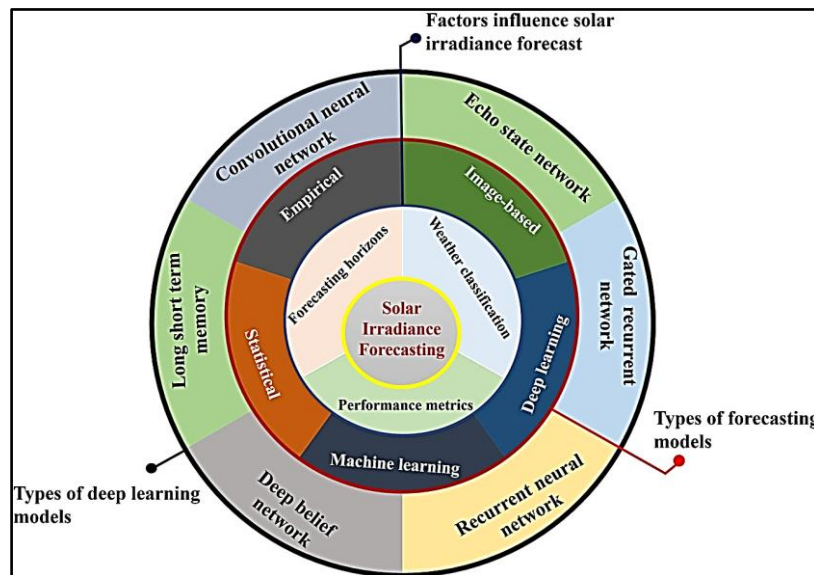 Factors influence solar
irradiance forecast
Convolutional neural
network
Echo state network
Empirical
Image-based
Forecasting horizons
Weather classification
Long short term
memory
Gated recurrent
network
Solar
Irradiance
Forecasting
Statistical
Deep learning
Performance metrics
Machine learning
Types of forecasting
models
Types of deep learning
models
Deep belief
network
Recurrent neural
network